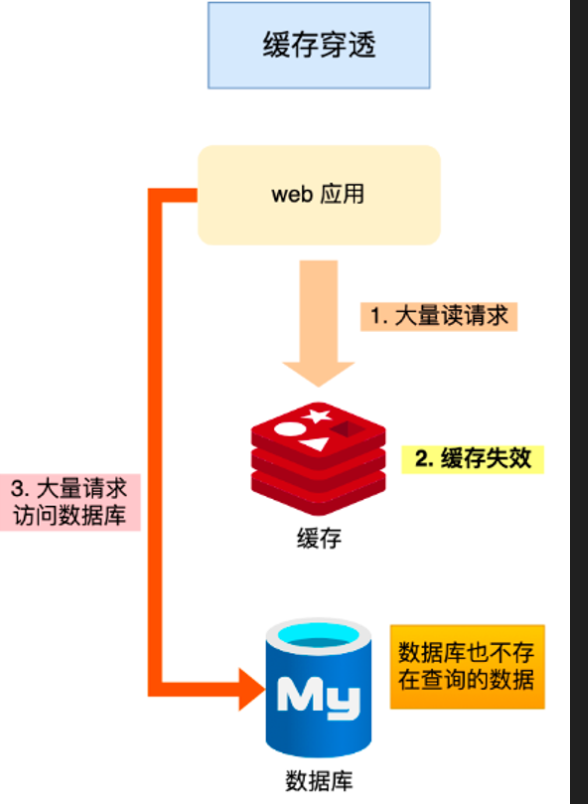 缓存穿透
web 应用
1. 大量读请求
2. 缓存失效
缓存
3. 大量请求
访问数据库
数据库也不存
在查询的数据
My
数据库